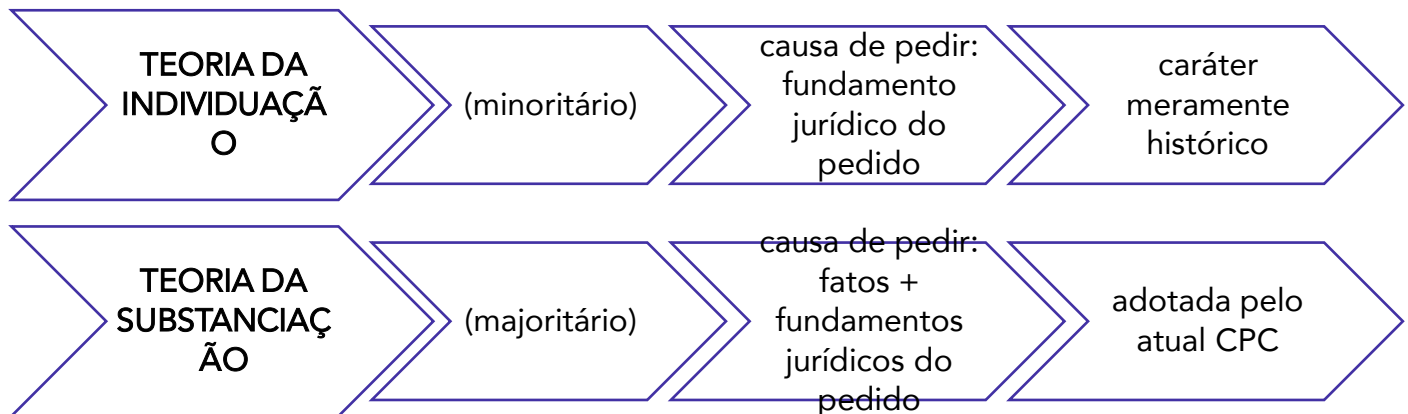 TEORIA DA
INDIVIDUAÇÃ
O
(minoritário)
causa de pedir:
fundamento
jurídico do
pedido
caráter
meramente
histórico
TEORIA DA
SUBSTANCIAÇ
ÃO
(majoritário)
causa de pedir:
fatos +
fundamentos
jurídicos do
pedido
adotada pelo
atual CPC